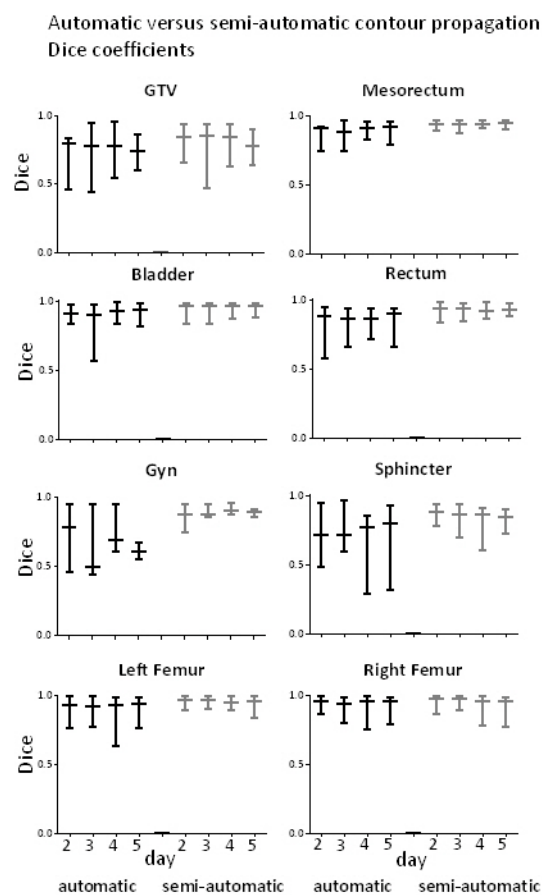 Automatic versus semi-automatic contour propagation
Dice coefficients
GTV
Mesorectum
1.0
0.5
0.0
Dice
1.0
0.5
0.0
Bladder
Rectum
1.0
0.5
0.0
Dice
1.0
0.5
0.0
Gyn
Sphincter
1.0
0.5
0.0
Dice
1.0
0.5
0.0
Left Femur
Right Femur
1.0
0.5
0.0
Dice
1.0
0.5
0.0
2 3 4 5 2 3 4 5
2 3 4 5 2 3 4 5
day
day
automatic semi-automatic
automatic semi-automatic